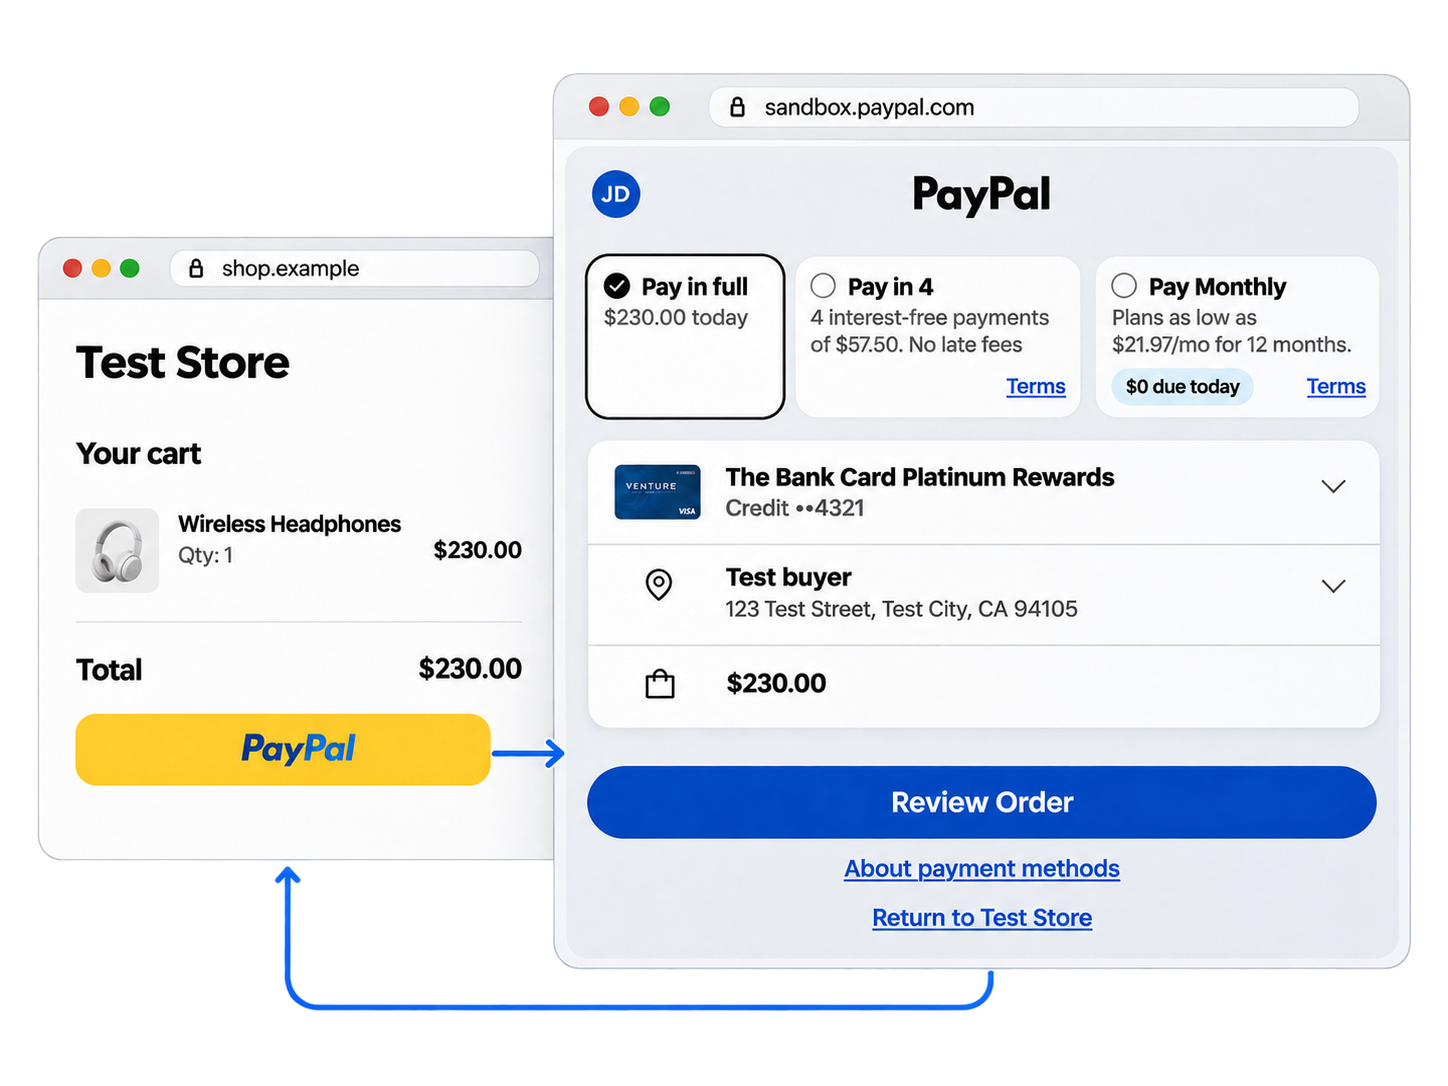 shop.example
Test Store
Your cart
Wireless Headphones
Qty: 1
$230.00
Total
$230.00
PayPal
sandbox.paypal.com
JD
PayPal
Pay in full
$230.00 today
Pay in 4
4 interest-free payments
of $57.50. No late fees
Terms
Pay Monthly
Plans as low as
$21.97/mo for 12 months.
$0 due today
Terms
VENTURE
VISA
The Bank Card Platinum Rewards
Credit ••4321
Test buyer
123 Test Street, Test City, CA 94105
$230.00
Review Order
About payment methods
Return to Test Store